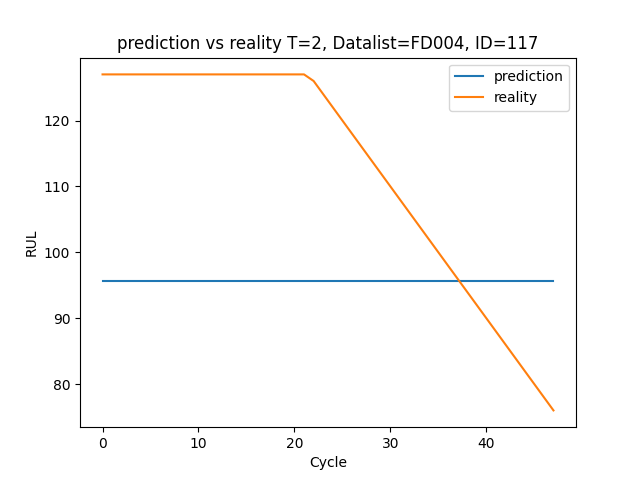 prediction vs reality T=2, Datalist=FD004, ID=117
prediction
reality
RUL
120
110
100
90
80
0 10 20 30 40
Cycle